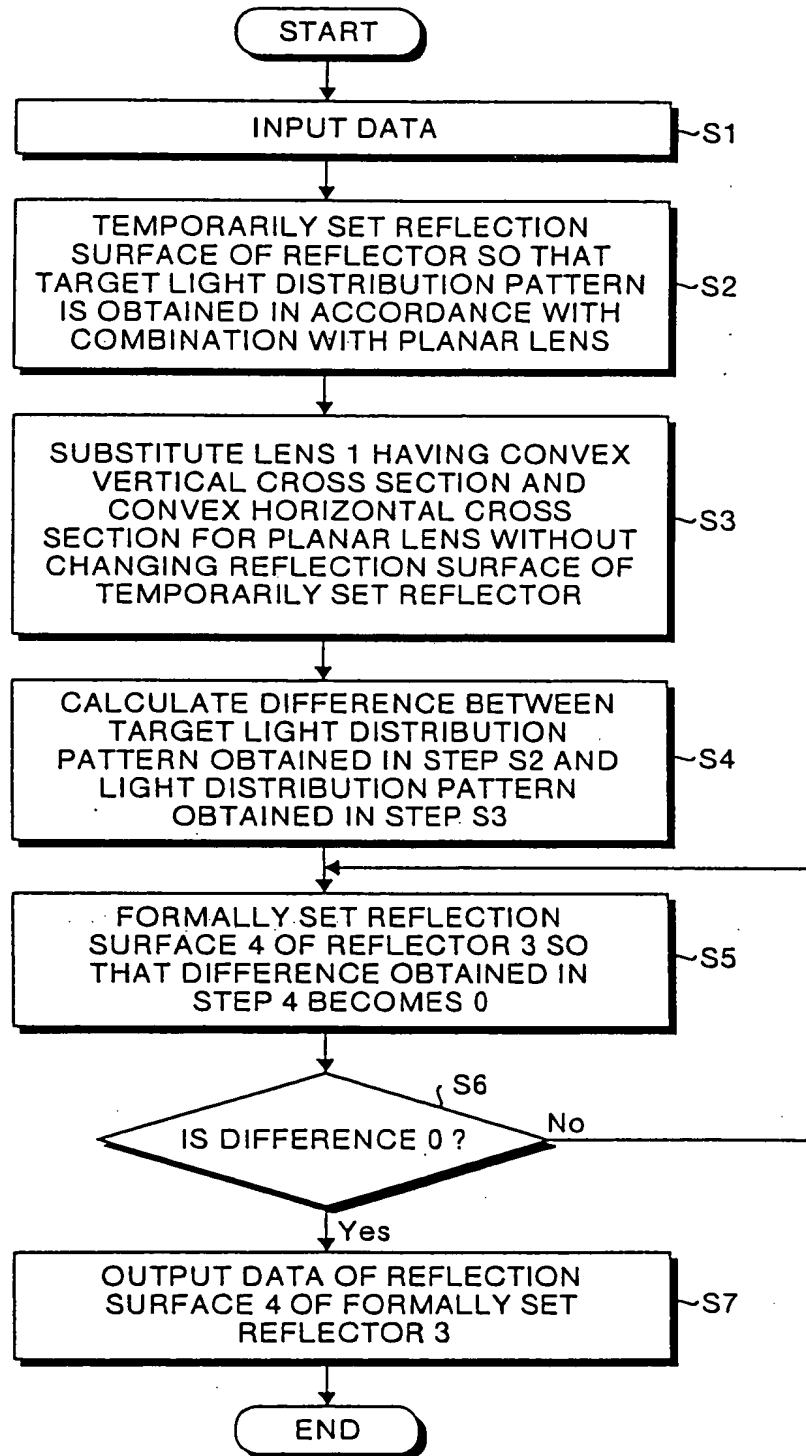 START
INPUT DATA
S1
TEMPORARILY SET REFLECTION
SURFACE OF REFLECTOR SO THAT
TARGET LIGHT DISTRIBUTION PATTERN
IS OBTAINED IN ACCORDANCE WITH
COMBINATION WITH PLANAR LENS
S2
SUBSTITUTE LENS 1 HAVING CONVEX
VERTICAL CROSS SECTION AND
CONVEX HORIZONTAL CROSS
SECTION FOR PLANAR LENS WITHOUT
CHANGING REFLECTION SURFACE OF
TEMPORARILY SET REFLECTOR
S3
CALCULATE DIFFERENCE BETWEEN
TARGET LIGHT DISTRIBUTION
PATTERN OBTAINED IN STEP S2 AND
LIGHT DISTRIBUTION PATTERN
OBTAINED IN STEP S3
S4
FORMALLY SET REFLECTION
SURFACE 4 OF REFLECTOR 3 SO
THAT DIFFERENCE OBTAINED IN
STEP 4 BECOMES 0
S5
S6
IS DIFFERENCE 0 ?
No
Yes
OUTPUT DATA OF REFLECTION
SURFACE 4 OF FORMALLY SET
REFLECTOR 3
S7
END